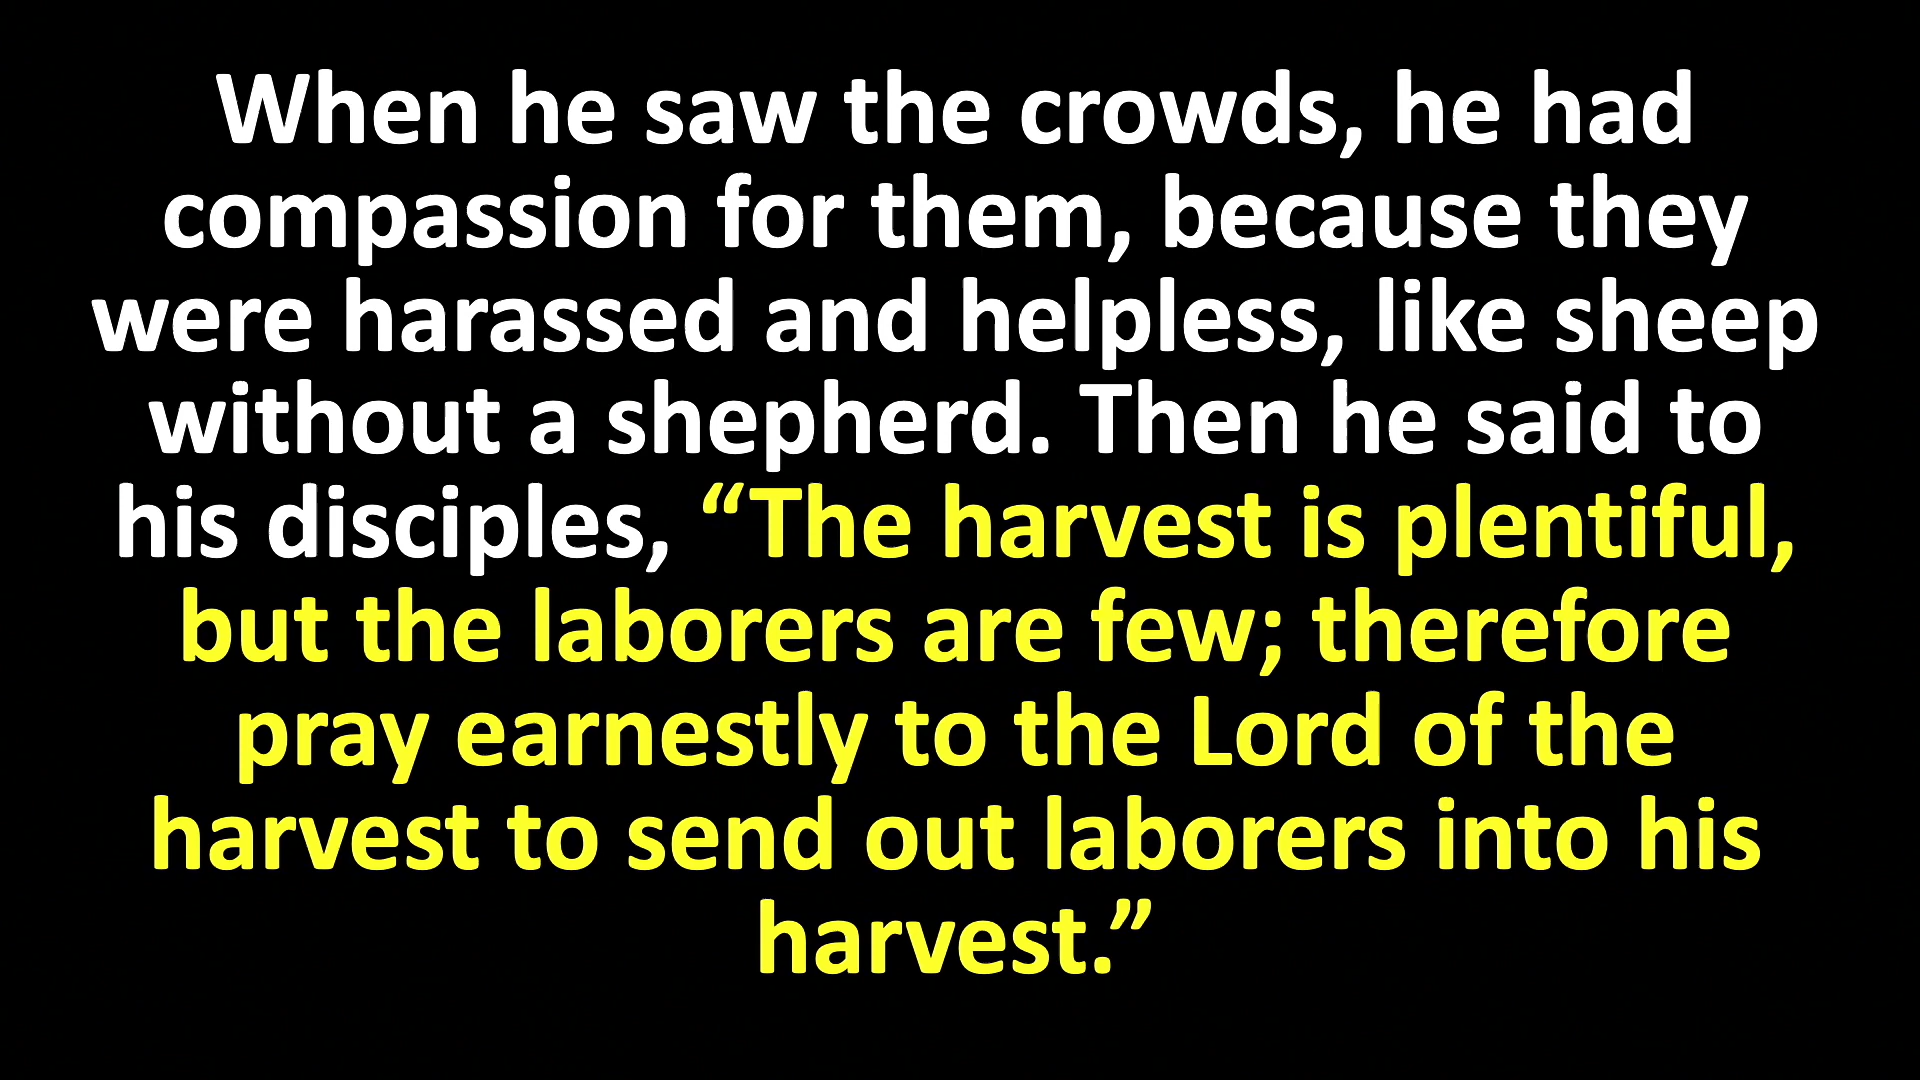 When he saw the crowds, he had
compassion for them, because they
were harassed and helpless, like sheep
without a shepherd. Then he said to
his disciples, “The harvest is plentiful,
but the laborers are few; therefore
pray earnestly to the Lord of the
harvest to send out laborers into his
harvest.”